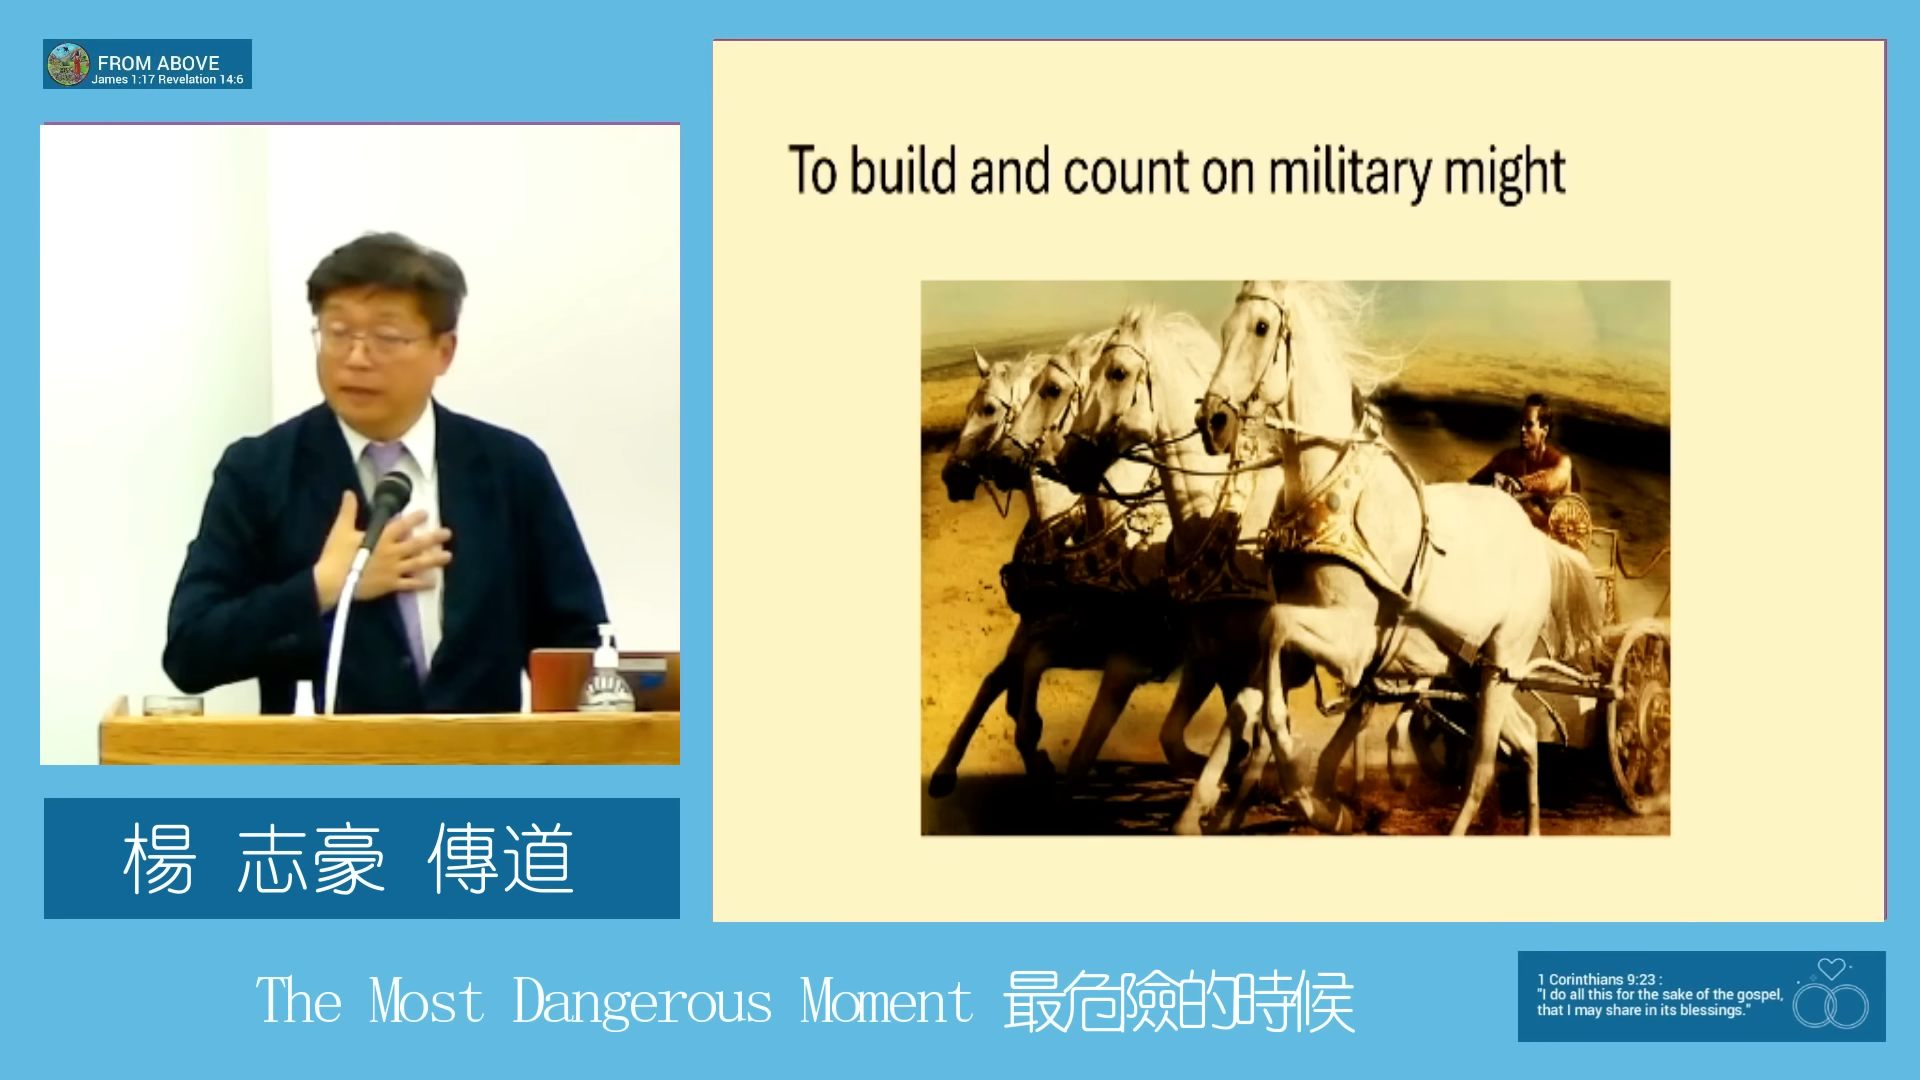 FROM ABOVE
James 1:17 Revelation 14:6
To build and count on military might
楊 志豪 傳道
The Most Dangerous Moment 最危險的時候
1 Corinthians 9:23 :
"I do all this for the sake of the gospel,
that I may share in its blessings."